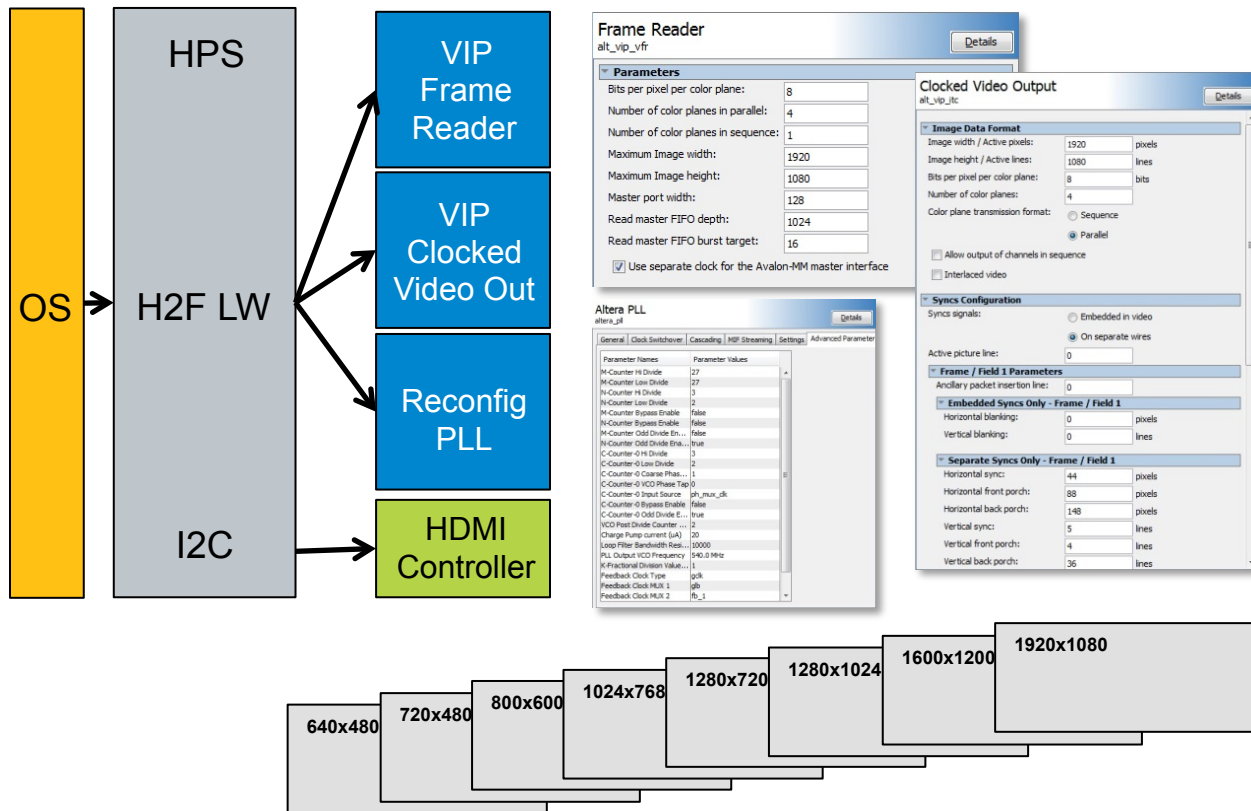 OS
HPS
H2F LW
I2C
VIP
Frame
Reader
VIP
Clocked
Video Out
Reconfig
PLL
HDMI
Controller
Frame Reader
alt_vip_vfr
Details
Parameters
Bits per pixel per color plane: 8
Number of color planes in parallel: 4
Number of color planes in sequence: 1
Maximum Image width: 1920
Maximum Image height: 1080
Master port width: 128
Read master FIFO depth: 1024
Read master FIFO burst target: 16
Use separate clock for the Avalon-MM master interface
Altera PLL
altera_pll
Details
General Clock Switchover Cascading MIF Streaming Settings Advanced Parameter
Parameter Names Parameter Values
M-Counter Hi Divide 27
M-Counter Low Divide 27
N-Counter Hi Divide 3
N-Counter Low Divide 2
M-Counter Bypass Enable false
N-Counter Bypass Enable false
M-Counter Odd Divide En... false
N-Counter Odd Divide Ena... true
C-Counter-0 Hi Divide 3
C-Counter-0 Low Divide 2
C-Counter-0 Coarse Phas... 1
C-Counter-0 VCO Phase Tap 0
C-Counter-0 Input Source ph_mux_clk
C-Counter-0 Bypass Enable false
C-Counter-0 Odd Divide E... true
VCO Post Divide Counter ... 2
Charge Pump current (uA) 20
Loop Filter Bandwidth Resi... 10000
PLL Output VCO Frequency 540.0 MHz
K-Fractional Division Value... 1
Feedback Clock Type gclk
Feedback Clock MUX 1 glb
Feedback Clock MUX 2 fb_1
Clocked Video Output
alt_vip_itc
Details
Image Data Format
Image width / Active pixels: 1920 pixels
Image height / Active lines: 1080 lines
Bits per pixel per color plane: 8 bits
Number of color planes: 4
Color plane transmission format: Sequence
Parallel
Allow output of channels in sequence
Interlaced video
Syncs Configuration
Syncs signals: Embedded in video
On separate wires
Active picture line: 0
Frame / Field 1 Parameters
Ancillary packet insertion line: 0
Embedded Syncs Only - Frame / Field 1
Horizontal blanking: 0 pixels
Vertical blanking: 0 lines
Separate Syncs Only - Frame / Field 1
Horizontal sync: 44 pixels
Horizontal front porch: 88 pixels
Horizontal back porch: 148 pixels
Vertical sync: 5 lines
Vertical front porch: 4 lines
Vertical back porch: 36 lines
640x480
720x480
800x600
1024x768
1280x720
1280x1024
1600x1200
1920x1080